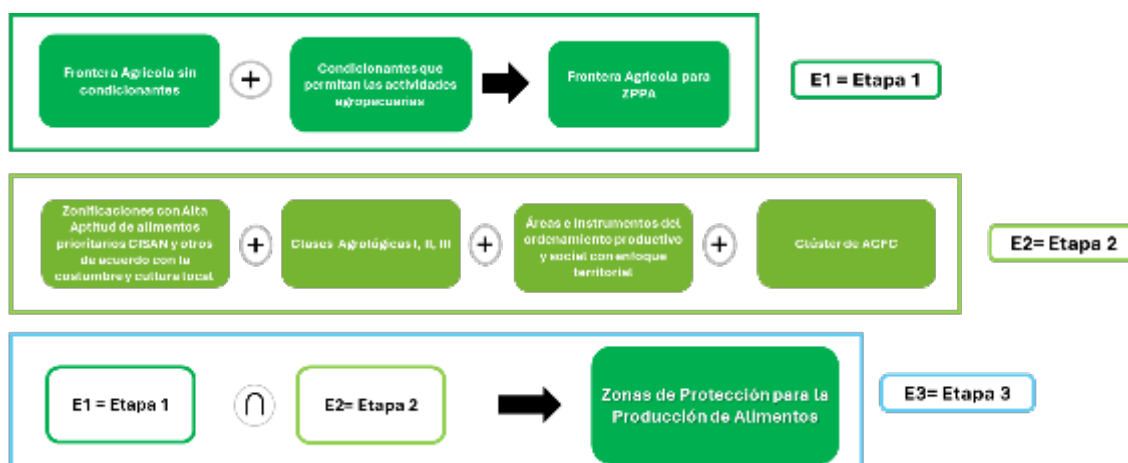 Frontera Agrícola sin
condicionantes
+
Condicionantes que
permitan las actividades
agropecuarias
Frontera Agrícola para
ZPPA
E1 = Etapa 1
Zonificaciones con Alta
Aptitud de alimentos
prioritarios CISAN y otros
de acuerdo con la
costumbre y cultura local
+
Clases Agrológicas I, II, III
+
Áreas e Instrumentos del
ordenamiento productivo
y social con enfoque
territorial
+
Clúster de ACFC
E2= Etapa 2
E1 = Etapa 1
∩
E2= Etapa 2
Zonas de Protección para la
Producción de Alimentos
E3= Etapa 3